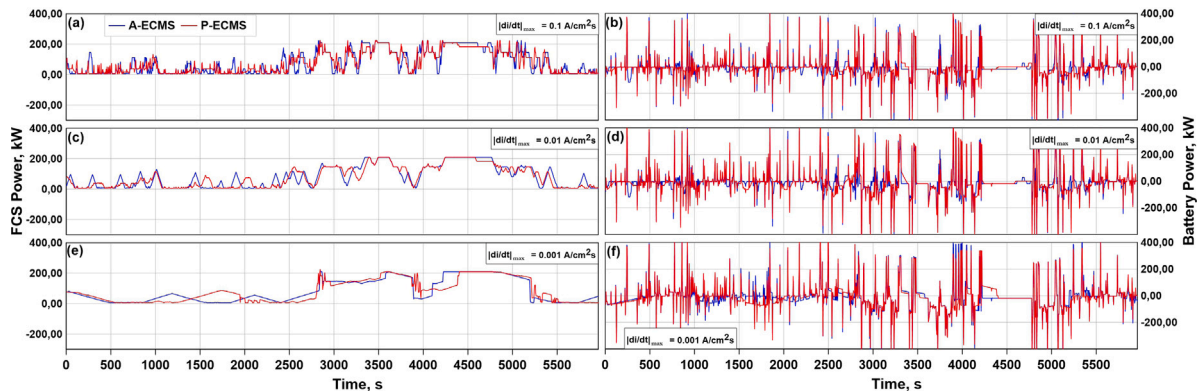 (a)
A-ECMS
P-ECMS
|di/dt|max = 0.1 A/cm²s
400,00
200,00
0,00
-200,00
(b)
|di/dt|max = 0.1 A/cm²s
400,00
200,00
0,00
-200,00
FCS Power, kW
(c)
|di/dt|max = 0.01 A/cm²s
400,00
200,00
0,00
-200,00
(d)
|di/dt|max = 0.01 A/cm²s
400,00
200,00
0,00
-200,00
Battery Power, kW
(e)
|di/dt|max = 0.001 A/cm²s
400,00
200,00
0,00
-200,00
(f)
|di/dt|max = 0.001 A/cm²s
400,00
200,00
0,00
-200,00
0 500 1000 1500 2000 2500 3000 3500 4000 4500 5000 5500
Time, s
0 500 1000 1500 2000 2500 3000 3500 4000 4500 5000 5500
Time, s